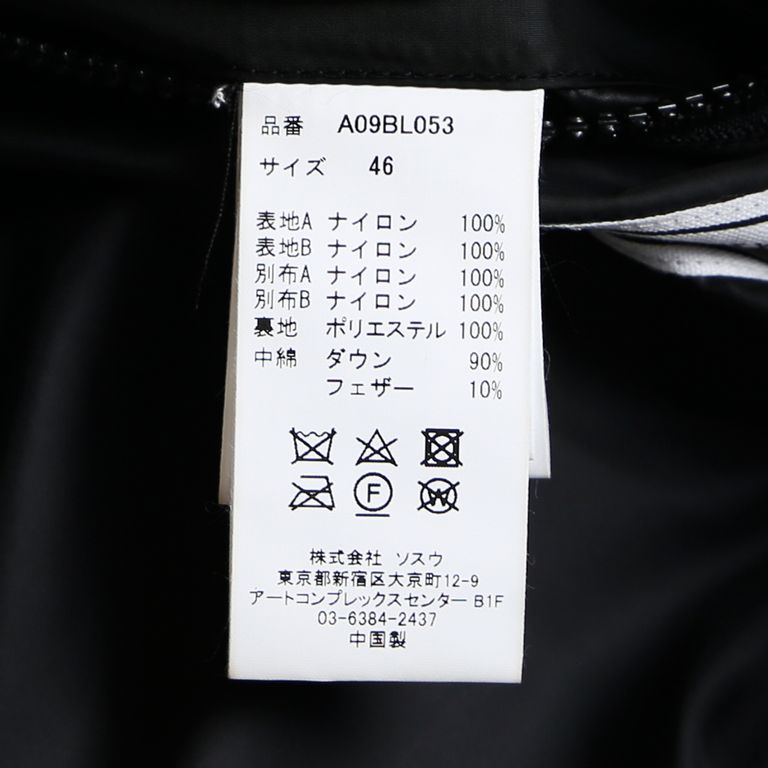 品番 A09BL053
サイズ 46
表地A ナイロン 100%
表地B ナイロン 100%
別布A ナイロン 100%
別布B ナイロン 100%
裏地 ポリエステル 100%
中綿 ダウン 90%
フェザー 10%
F
W
株式会社 ソスウ
東京都新宿区大京町12-9
アートコンプレックスセンター B1F
03-6384-2437
中国製